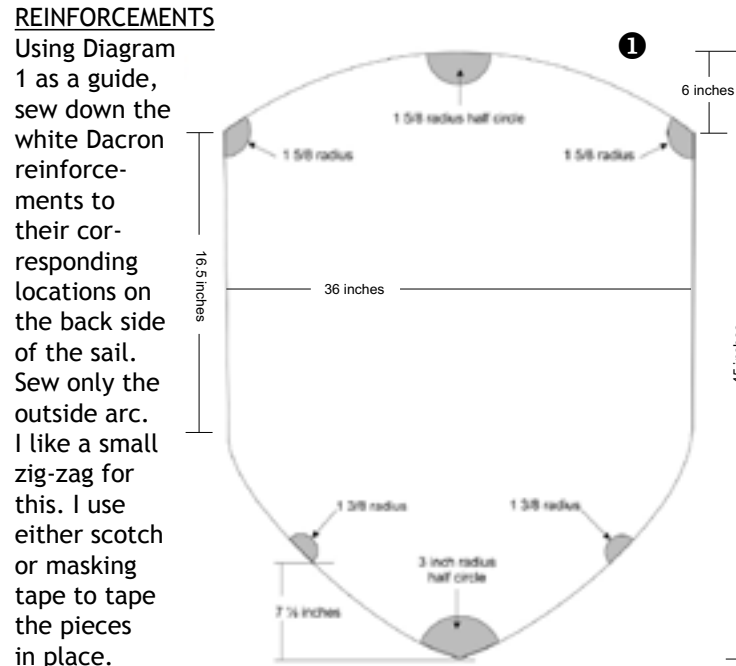 REINFORCEMENTS
Using Diagram
1 as a guide,
sew down the
white Dacron
reinforce-
ments to
their cor-
responding
locations on
the back side
of the sail.
Sew only the
outside arc.
I like a small
zig-zag for
this. I use
either scotch
or masking
tape to tape
the pieces
in place.
❶
6 inches
1 5/8 radius half circle
1 5/8 radius
1 5/8 radius
16.5 inches
36 inches
inches
1 3/8 radius
1 3/8 radius
3 inch radius
half circle
7 ½ inches